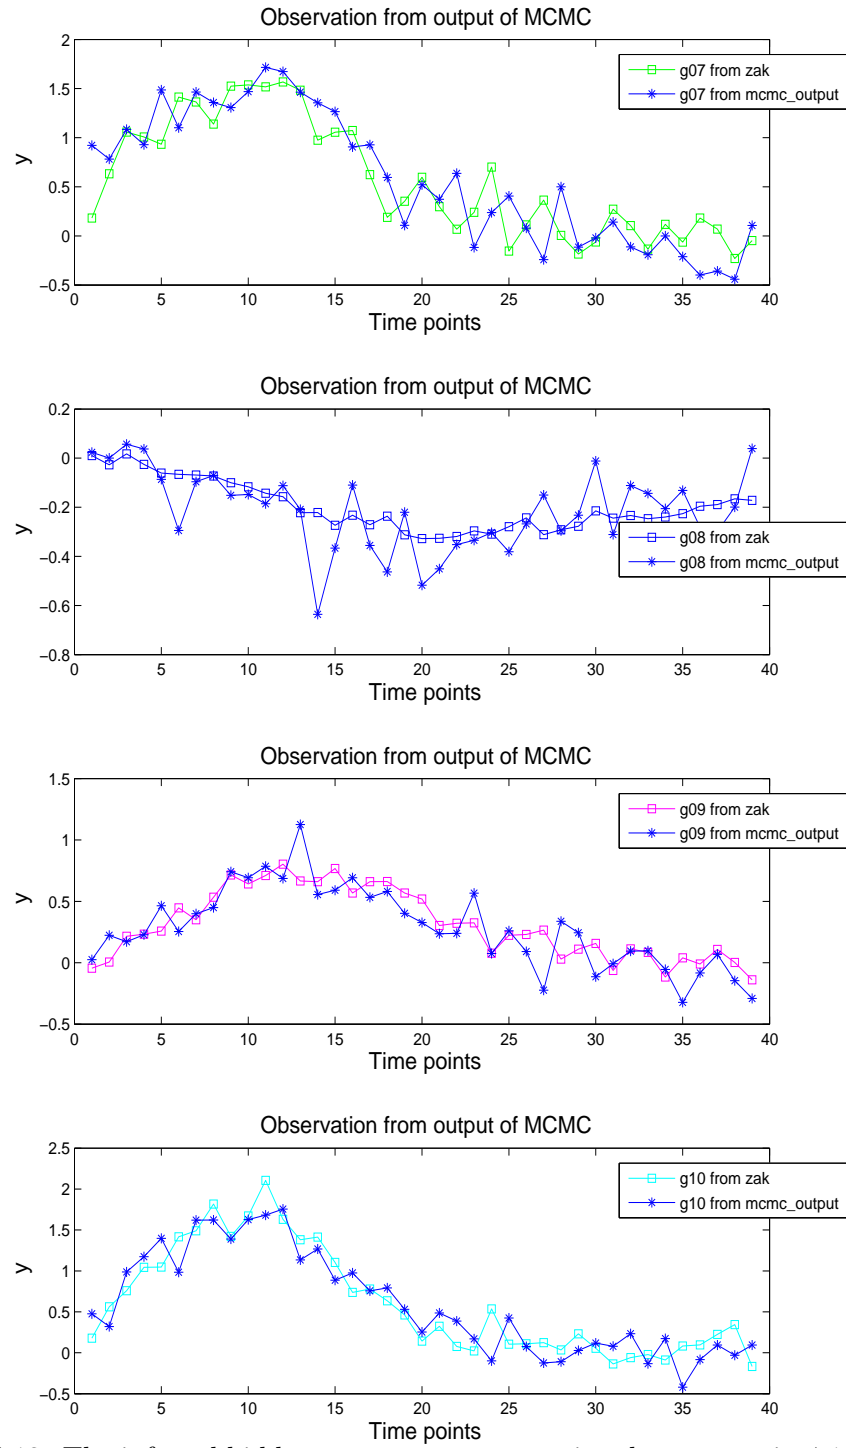 Observation from output of MCMC
2
1.5
1
0.5
0
−0.5
y
0 5 10 15 20 25 30 35 40
Time points
g07 from zak
g07 from mcmc_output
Observation from output of MCMC
0.2
0
−0.2
−0.4
−0.6
−0.8
y
0 5 10 15 20 25 30 35 40
Time points
g08 from zak
g08 from mcmc_output
Observation from output of MCMC
1.5
1
0.5
0
−0.5
y
0 5 10 15 20 25 30 35 40
Time points
g09 from zak
g09 from mcmc_output
Observation from output of MCMC
2.5
2
1.5
1
0.5
0
−0.5
y
0 5 10 15 20 25 30 35 40
Time points
g10 from zak
g10 from mcmc_output